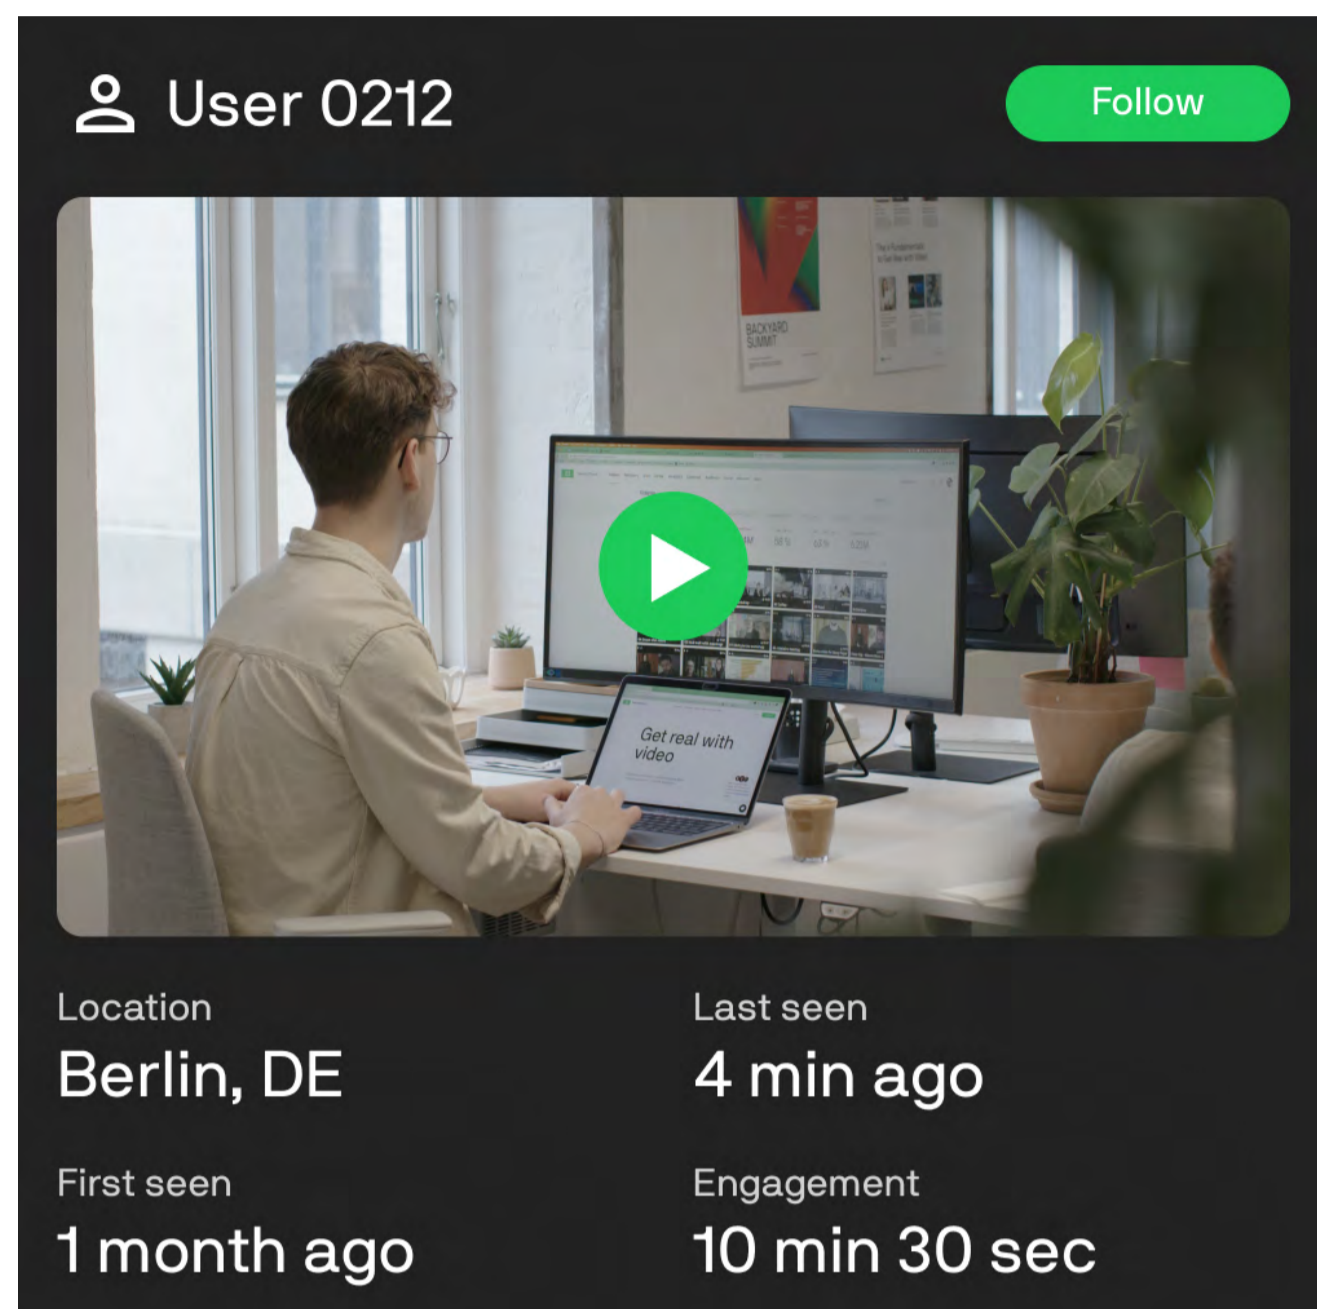 User 0212
Follow
BACKYARD
SUMMIT
Get real with
video
Location
Berlin, DE
Last seen
4 min ago
First seen
1 month ago
Engagement
10 min 30 sec